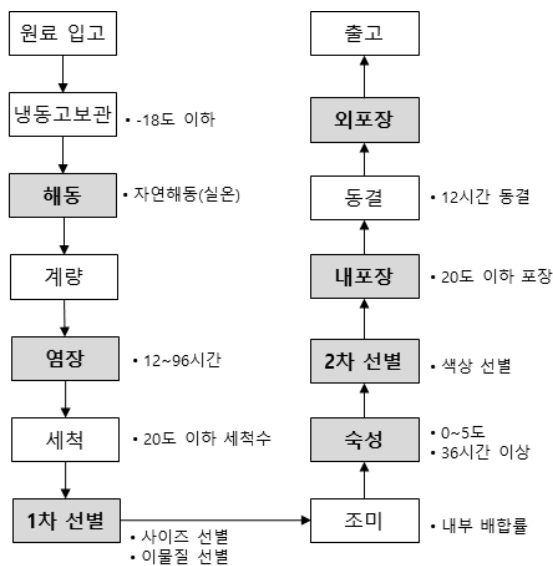 원료 입고
냉동고보관
• -18도 이하
해동
• 자연해동(실온)
계량
염장
• 12~96시간
세척
• 20도 이하 세척수
1차 선별
• 사이즈 선별
• 이물질 선별
조미
• 내부 배합률
숙성
• 0~5도
• 36시간 이상
2차 선별
• 색상 선별
내포장
• 20도 이하 포장
동결
• 12시간 동결
외포장
출고